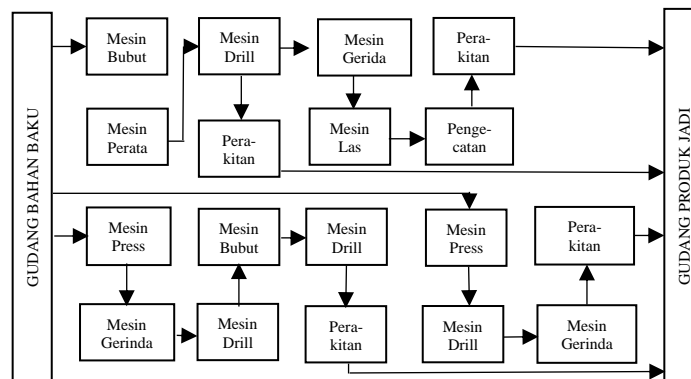 GUDANG BAHAN BAKU
Mesin
Bubut
Mesin
Drill
Mesin
Gerida
Pera-
kitan
Mesin
Perata
Pera-
kitan
Mesin
Las
Penge-
catan
Mesin
Press
Mesin
Bubut
Mesin
Drill
Mesin
Press
Pera-
kitan
Mesin
Gerinda
Mesin
Drill
Pera-
kitan
Mesin
Drill
Mesin
Gerinda
GUDANG PRODUK JADI